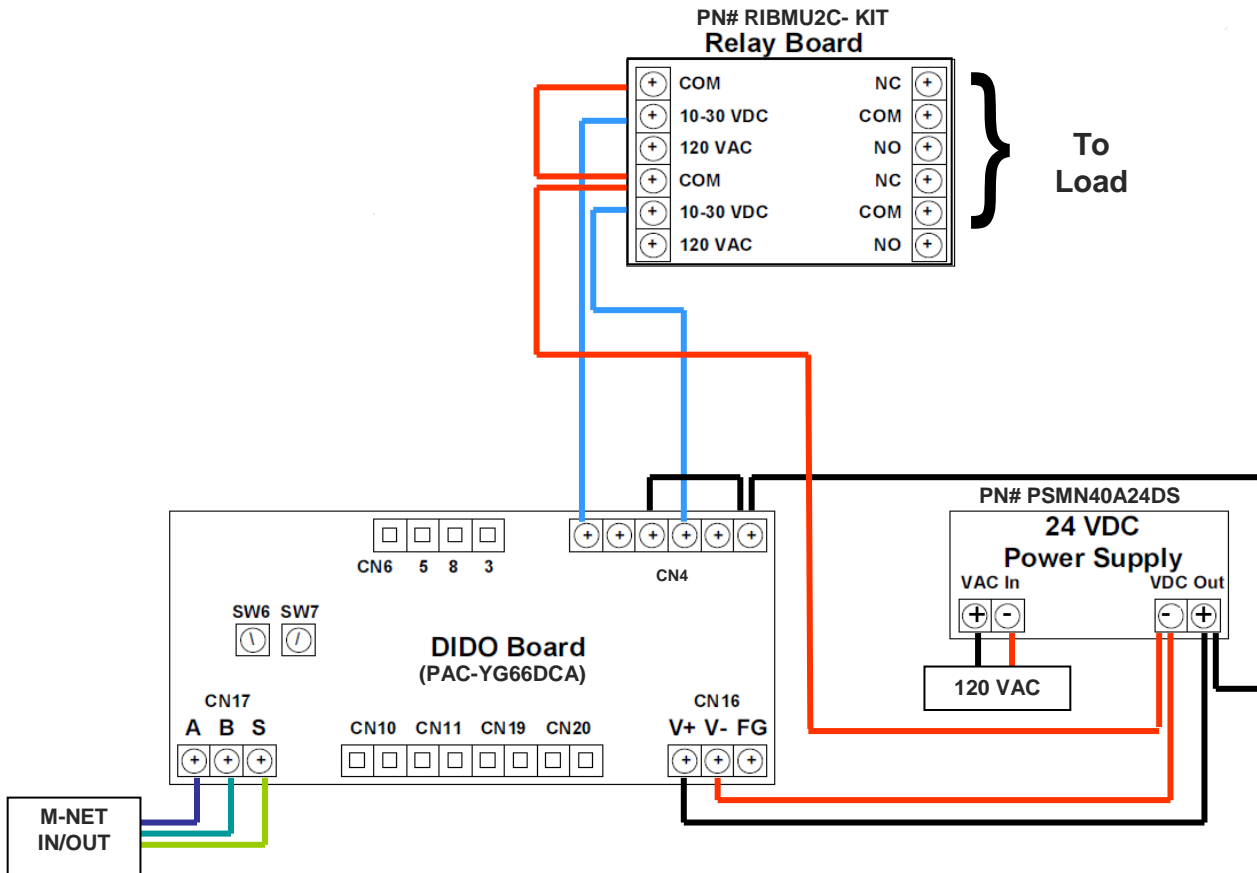 PN# RIBMU2C- KIT
Relay Board
COM NC
10-30 VDC COM
120 VAC NO
COM NC
10-30 VDC COM
120 VAC NO
To
Load
PN# PSMN40A24DS
24 VDC
Power Supply
VAC In VDC Out
+ - - +
120 VAC
CN6 5 8 3
CN4
SW6 SW7
DIDO Board
(PAC-YG66DCA)
CN17
A B S
CN10 CN11 CN19 CN20
CN16
V+ V- FG
M-NET
IN/OUT